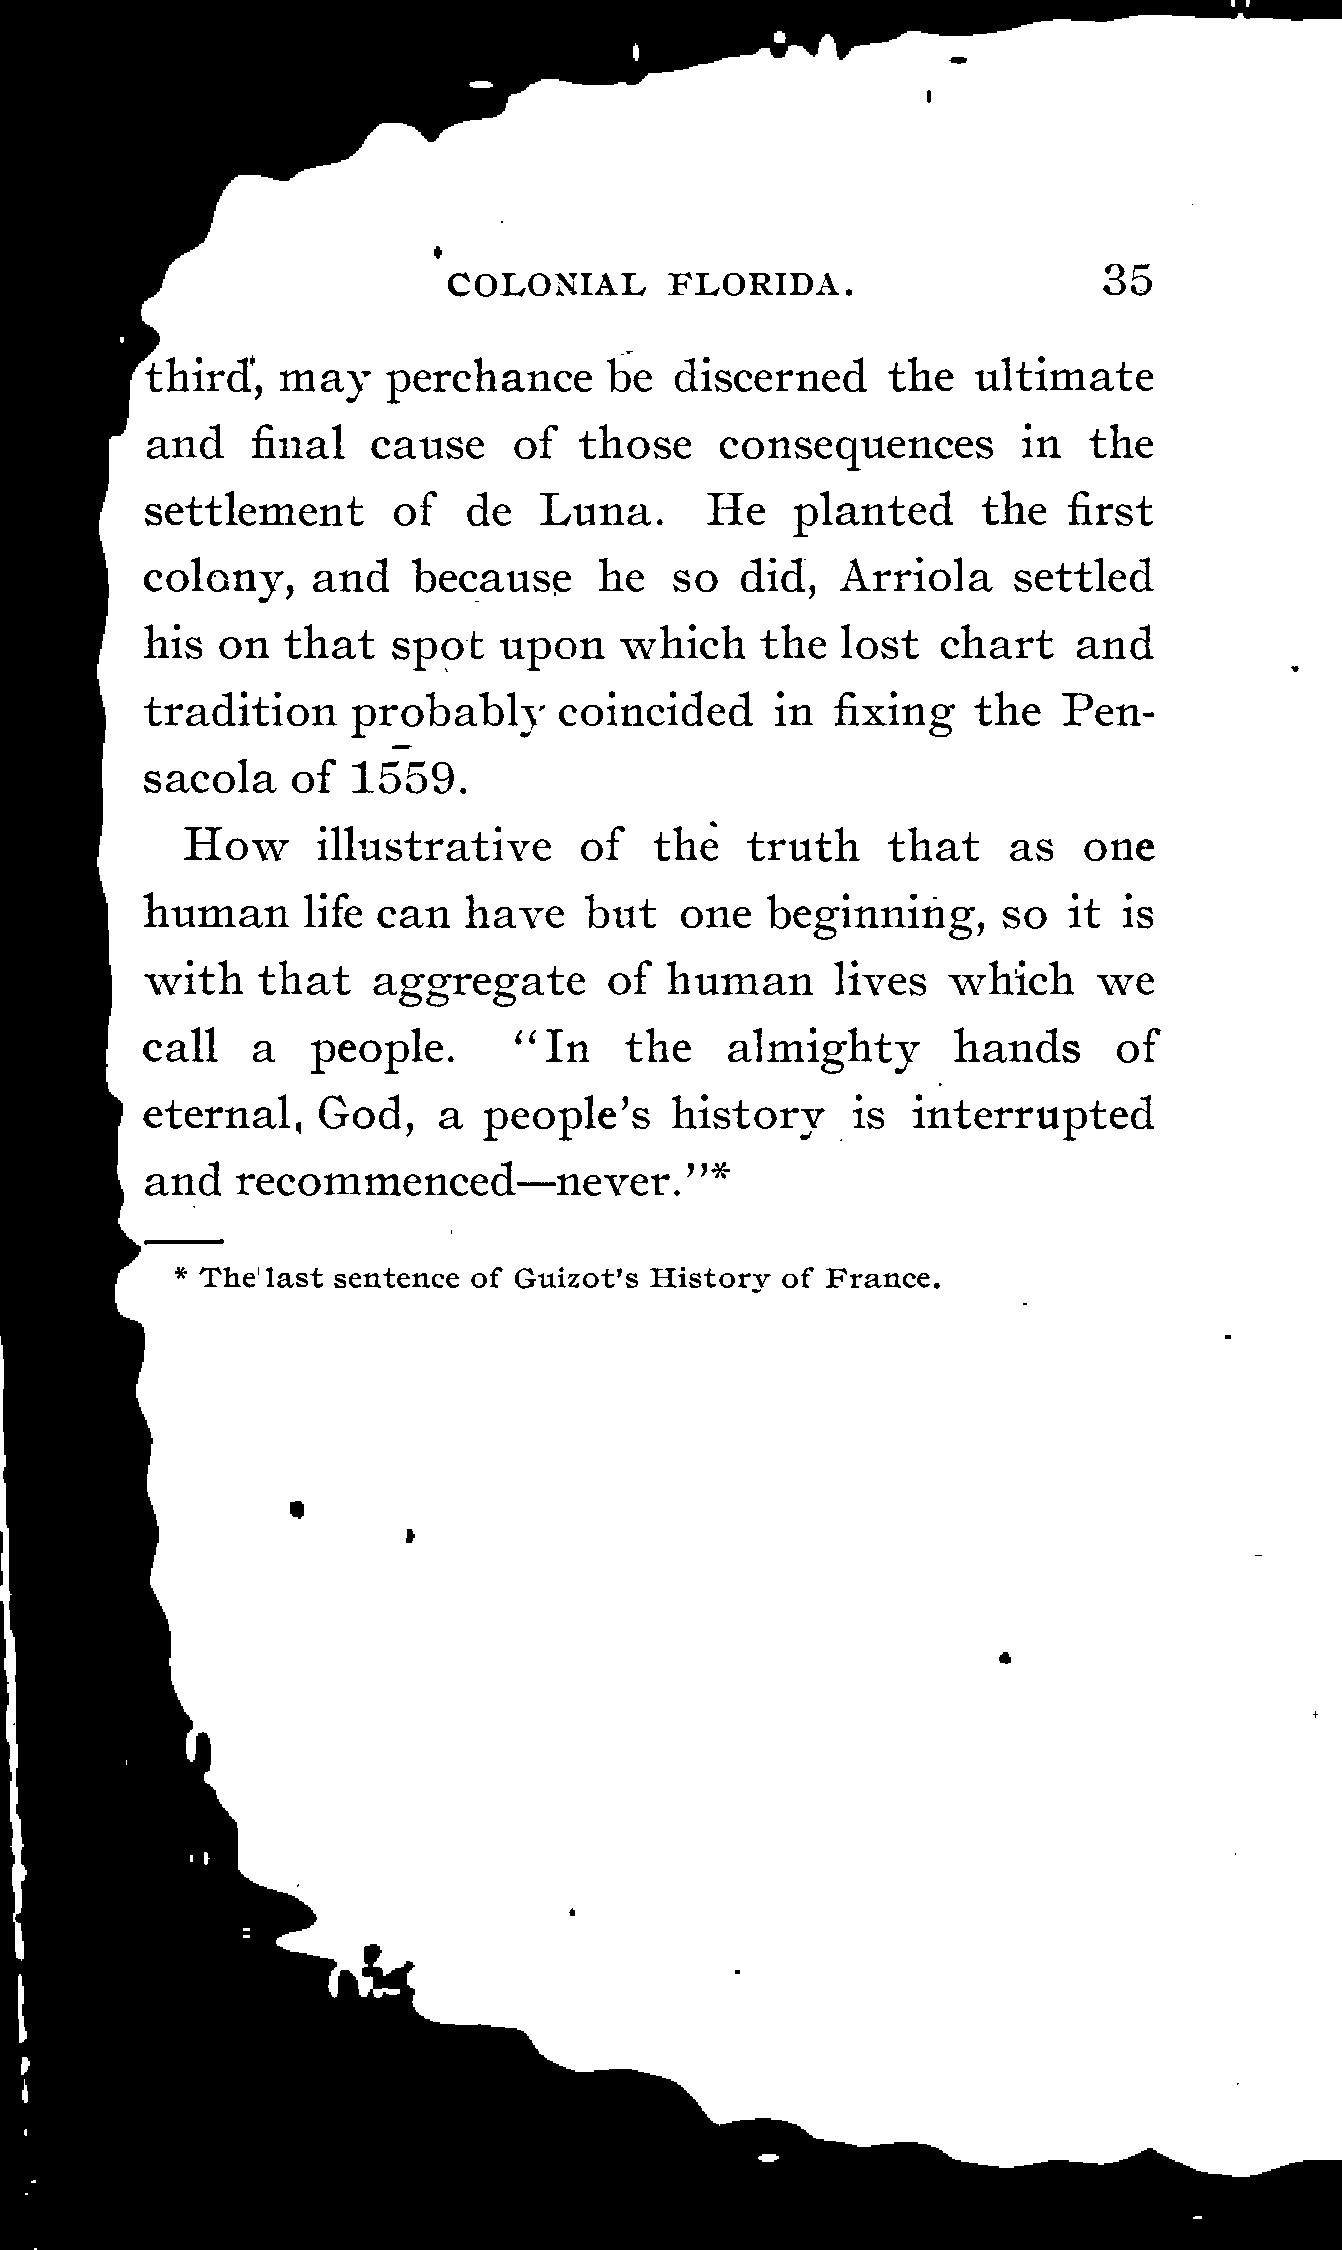 COLONIAL FLORIDA. 35
third, may perchance be discerned the ultimate
and final cause of those consequences in the
settlement of de Luna. He planted the first
colony, and because he so did, Arriola settled
his on that spot upon which the lost chart and
tradition probably coincided in fixing the Pen-
sacola of 1559.
How illustrative of the truth that as one
human life can have but one beginning, so it is
with that aggregate of human lives which we
call a people. "In the almighty hands of
eternal, God, a people's history is interrupted
and recommenced—never."*
* The last sentence of Guizot's History of France.